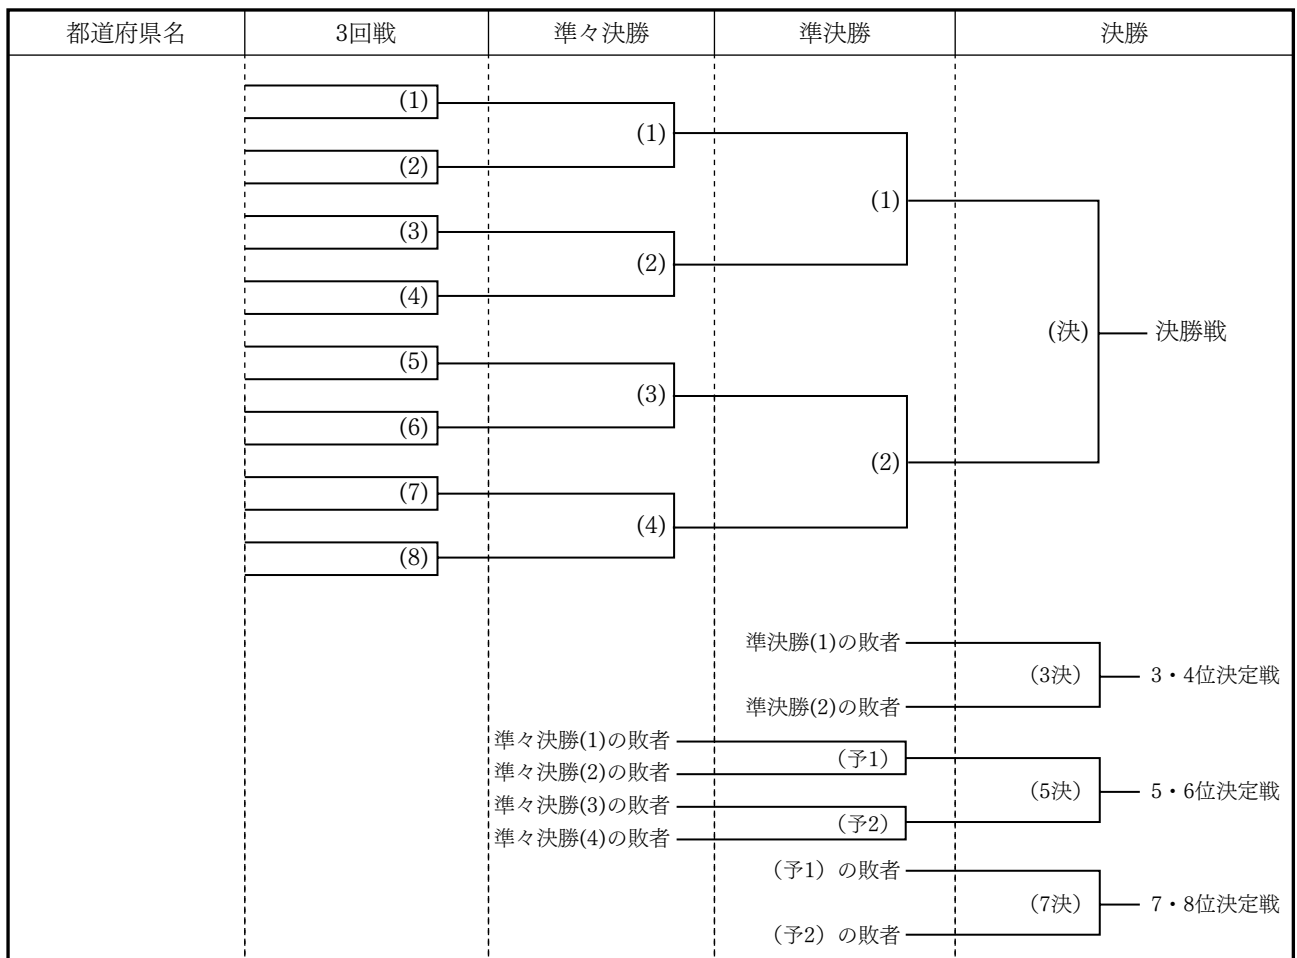 都道府県名 3回戦 準々決勝 準決勝 決勝
(1)
(1)
(2)
(1)
(3)
(2)
(4)
(決) 決勝戦
(5)
(3)
(6)
(2)
(7)
(4)
(8)
準決勝(1)の敗者
(3決) 3・4位決定戦
準決勝(2)の敗者
準々決勝(1)の敗者
(予1)
準々決勝(2)の敗者
(5決) 5・6位決定戦
準々決勝(3)の敗者
(予2)
準々決勝(4)の敗者
(予1)の敗者
(7決) 7・8位決定戦
(予2)の敗者